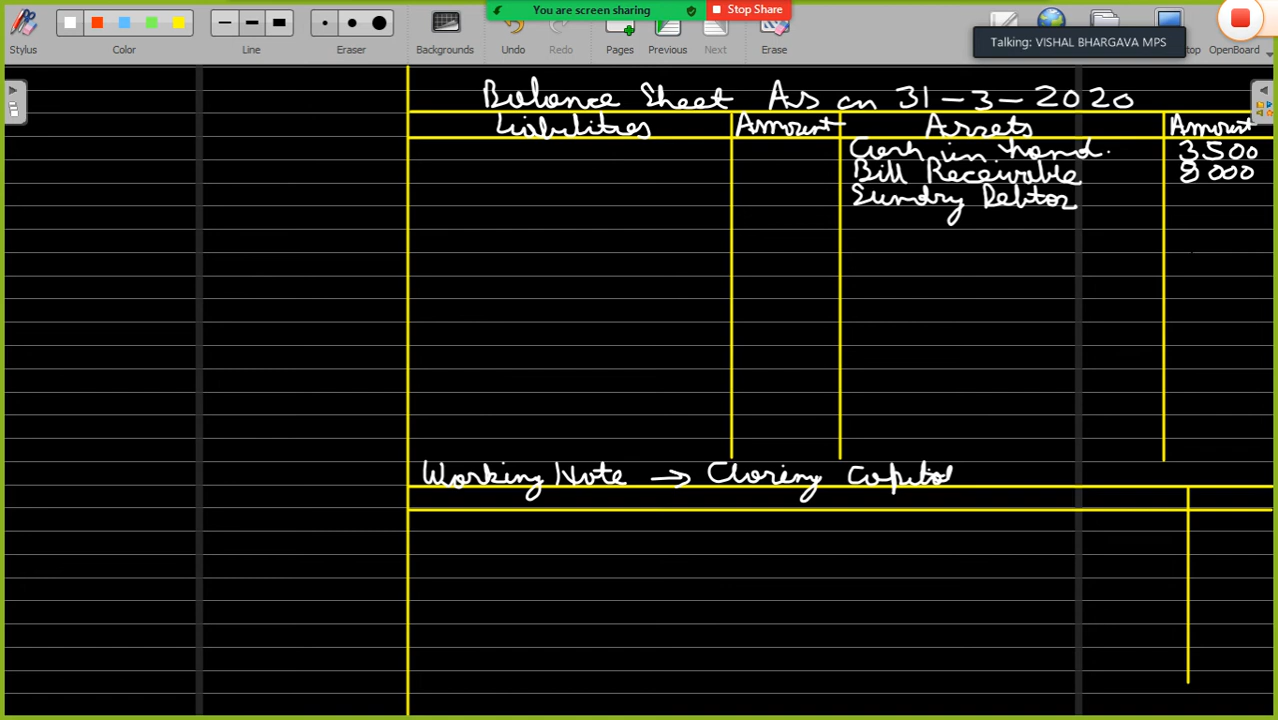 You are screen sharing Stop Share
Stylus Color Line Eraser Backgrounds Undo Redo Pages Previous Next Erase OpenBoard
Talking: VISHAL BHARGAVA MPS
Balance Sheet As on 31-3-2020
Liabilities Amount Assets Amount
Cash in hand. 3500
Bill Receivable 8000
Sundry Debtor
Working Note → Closing Capital